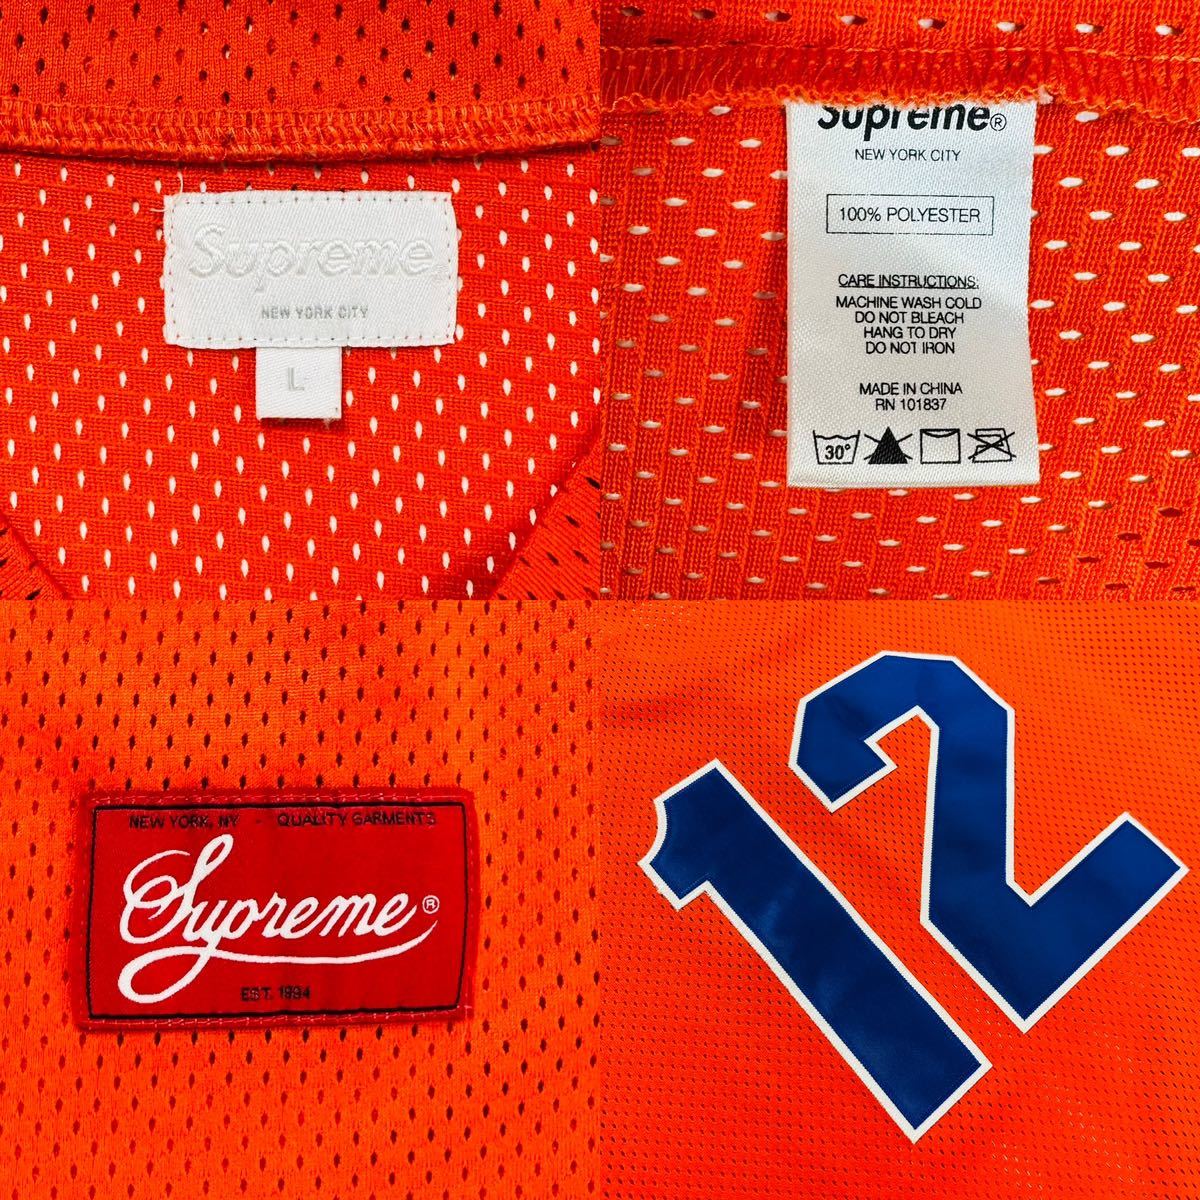 Supreme
NEW YORK CITY
L
Supreme®
NEW YORK CITY
100% POLYESTER
CARE INSTRUCTIONS:
MACHINE WASH COLD
DO NOT BLEACH
HANG TO DRY
DO NOT IRON
MADE IN CHINA
RN 101837
30°
NEW YORK, NY - QUALITY GARMENTS
Supreme®
EST. 1994
12